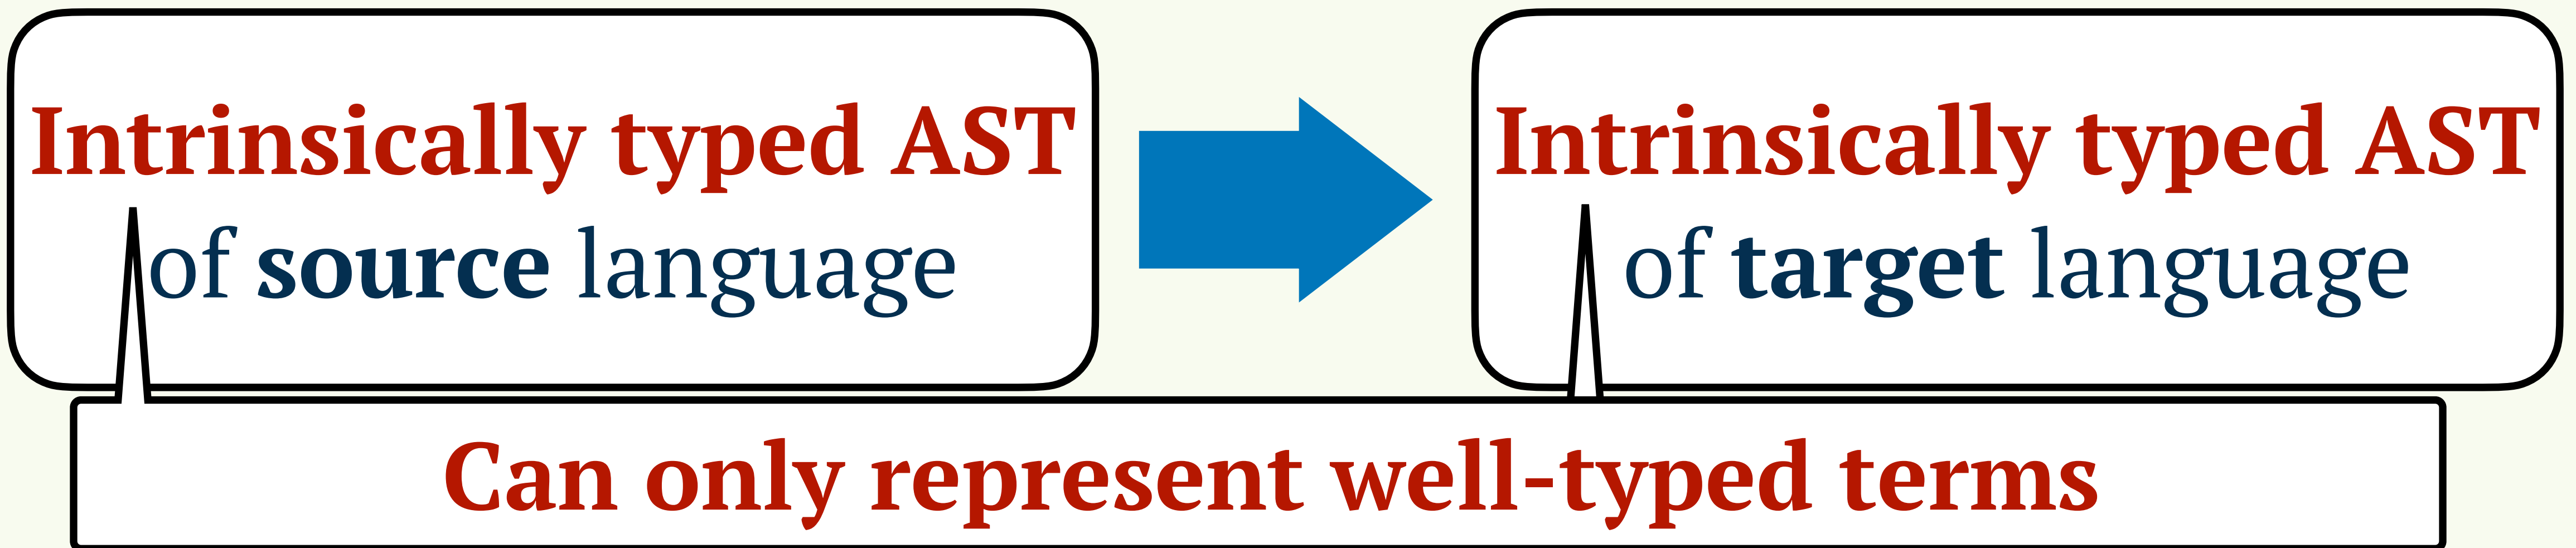 Intrinsically typed AST
of source language
Intrinsically typed AST
of target language
Can only represent well-typed terms